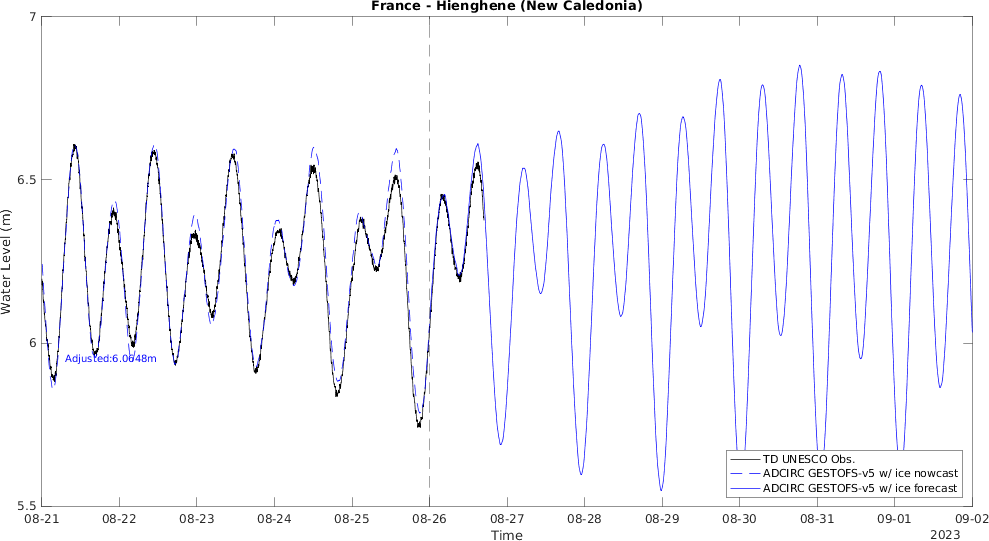 France - Hienghene (New Caledonia)
7
6.5
6
5.5
Water Level (m)
Adjusted:6.0648m
TD UNESCO Obs.
ADCIRC GESTOFS-v5 w/ ice nowcast
ADCIRC GESTOFS-v5 w/ ice forecast
08-21 08-22 08-23 08-24 08-25 08-26 08-27 08-28 08-29 08-30 08-31 09-01 09-02
Time
2023